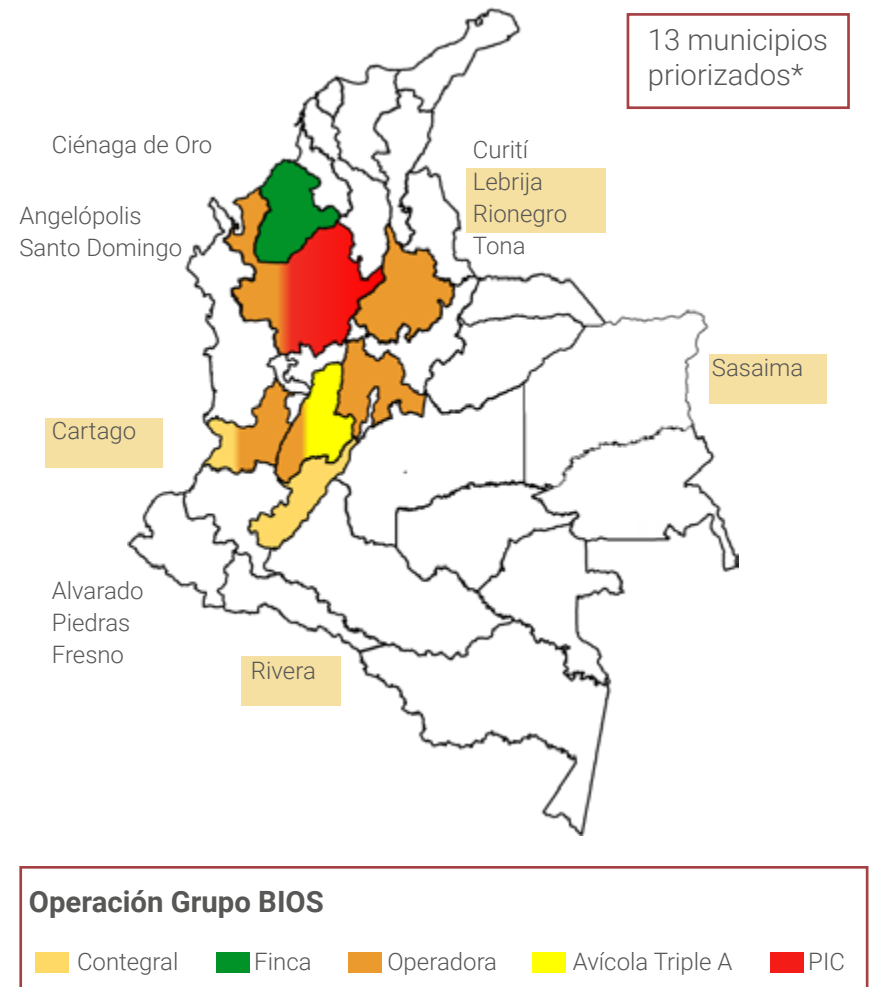 13 municipios
priorizados*
Ciénaga de Oro
Curití
Lebrija
Rionegro
Tona
Angelópolis
Santo Domingo
Sasaima
Cartago
Alvarado
Piedras
Fresno
Rivera
Operación Grupo BIOS
Contegral Finca Operadora Avícola Triple A PIC